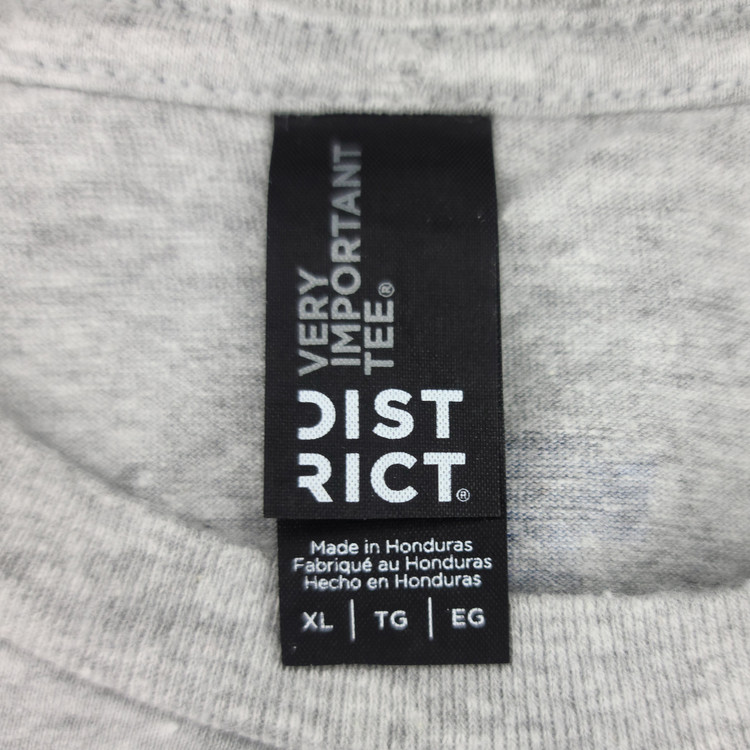 VERY
IMPORTANT
TEE®
DIST
RICT®
Made in Honduras
Fabriqué au Honduras
Hecho en Honduras
XL | TG | EG